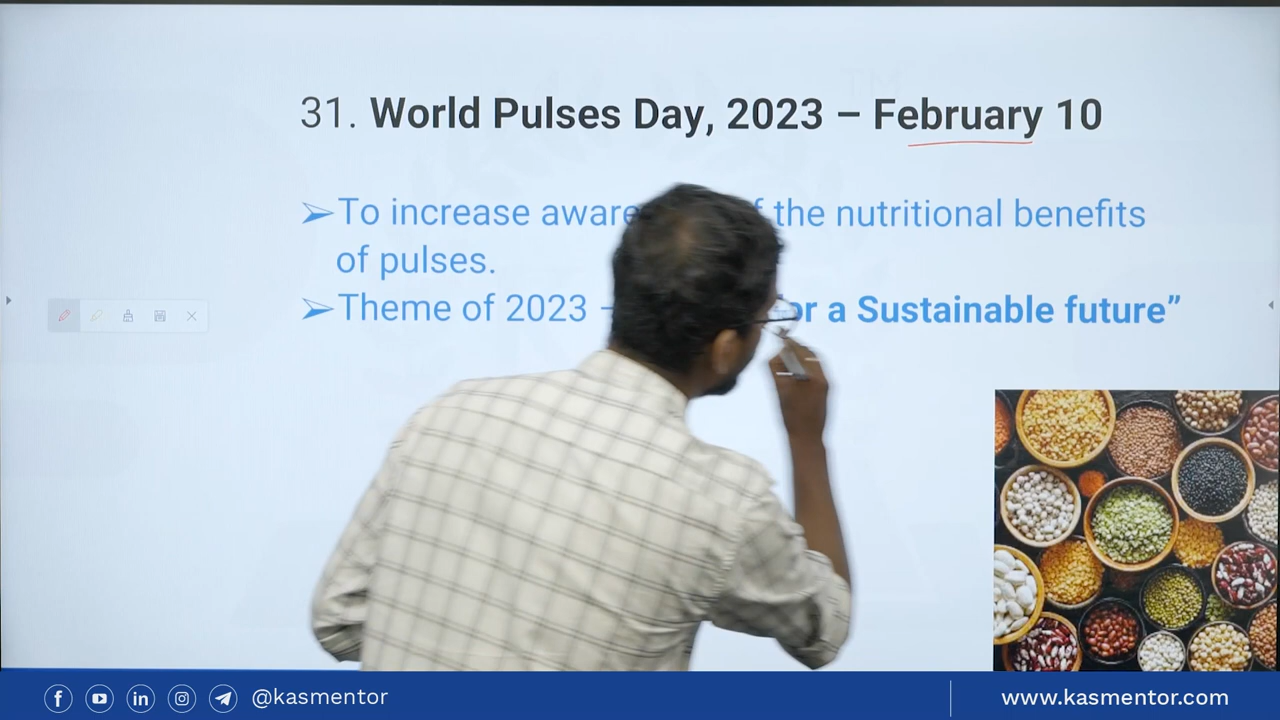 31. World Pulses Day, 2023 – February 10
➢To increase aware f the nutritional benefits
of pulses.
➢Theme of 2023 – or a Sustainable future”
@kasmentor
www.kasmentor.com